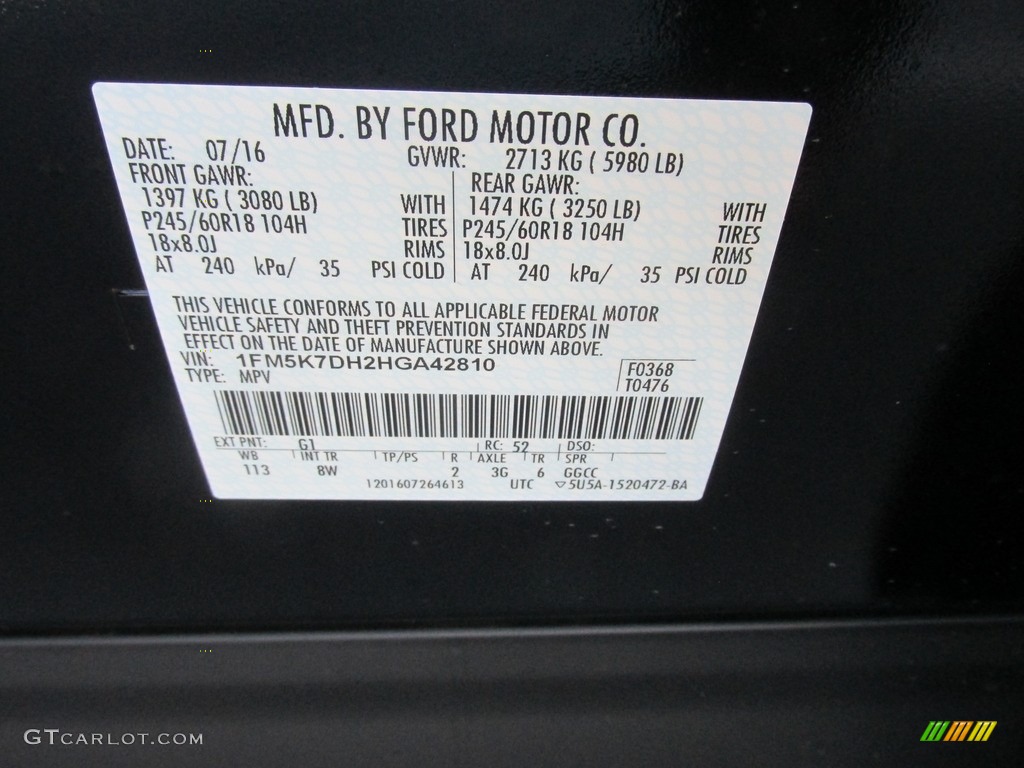 MFD. BY FORD MOTOR CO.
DATE: 07/16 GVWR: 2713 KG ( 5980 LB)
FRONT GAWR: REAR GAWR:
1397 KG ( 3080 LB) WITH 1474 KG ( 3250 LB) WITH
P245/60R18 104H TIRES P245/60R18 104H TIRES
18x8.0J RIMS 18x8.0J RIMS
AT 240 kPa/ 35 PSI COLD AT 240 kPa/ 35 PSI COLD
THIS VEHICLE CONFORMS TO ALL APPLICABLE FEDERAL MOTOR
VEHICLE SAFETY AND THEFT PREVENTION STANDARDS IN
EFFECT ON THE DATE OF MANUFACTURE SHOWN ABOVE.
VIN: 1FM5K7DH2HGA42810 F0368
TYPE: MPV T0476
EXT PNT: G1 RC: 52 DSO:
WB INT TR TP/PS R AXLE TR SPR
113 8W 2 3G 6 GGCC
1201607264613 UTC ▽5U5A-1520472-BA
GTCARLOT.COM